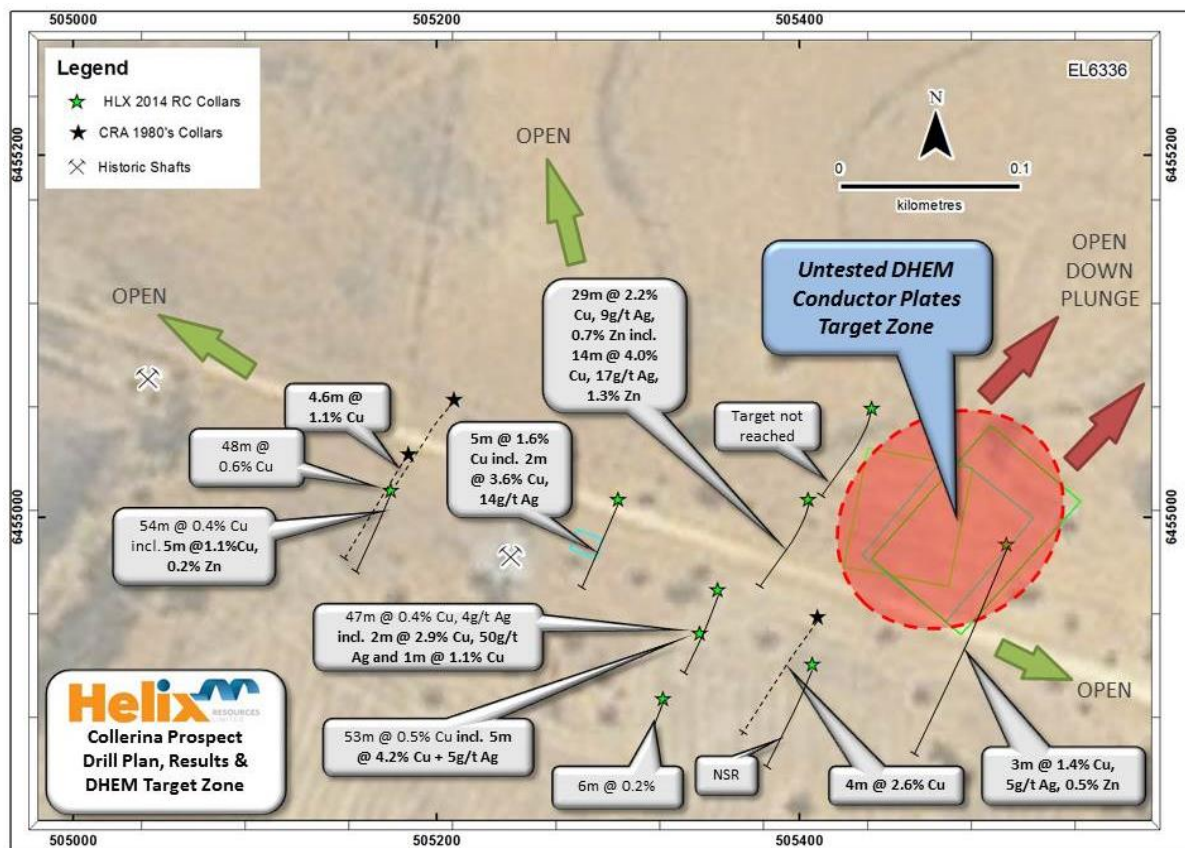 505000
505200
505400
Legend
HLX 2014 RC Collars
CRA 1980's Collars
Historic Shafts
EL6336
N
0
0.1
kilometres
6455200
6455200
OPEN
OPEN
OPEN
DOWN
PLUNGE
Untested DHEM
Conductor Plates
Target Zone
29m @ 2.2%
Cu, 9g/t Ag,
0.7% Zn incl.
14m @ 4.0%
Cu, 17g/t Ag,
1.3% Zn
4.6m @
1.1% Cu
48m @
0.6% Cu
5m @ 1.6%
Cu incl. 2m
@ 3.6% Cu,
14g/t Ag
Target not
reached
6455000
6455000
54m @ 0.4% Cu
incl. 5m @1.1%Cu,
0.2% Zn
47m @ 0.4% Cu, 4g/t Ag
incl. 2m @ 2.9% Cu, 50g/t
Ag and 1m @ 1.1% Cu
53m @ 0.5% Cu incl. 5m
@ 4.2% Cu + 5g/t Ag
6m @ 0.2%
NSR
4m @ 2.6% Cu
3m @ 1.4% Cu,
5g/t Ag, 0.5% Zn
OPEN
Helix
RESOURCES
LIMITED
Collerina Prospect
Drill Plan, Results &
DHEM Target Zone
505000
505200
505400